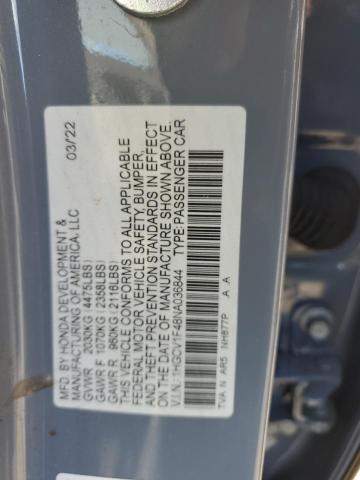 MFD. BY HONDA DEVELOPMENT & 03/22
MANUFACTURING OF AMERICA, LLC
GVWR 2030KG (4475LBS)
GAWR F 1070KG (2358LBS)
GAWR R 960KG (2117LBS)
THIS VEHICLE CONFORMS TO ALL APPLICABLE
FEDERAL MOTOR VEHICLE SAFETY, BUMPER,
AND THEFT PREVENTION STANDARDS IN EFFECT
ON THE DATE OF MANUFACTURE SHOWN ABOVE.
V.I.N.:1HGCV1F48NA036844 TYPE:PASSENGER CAR
TVA N AR5 NH877P A A